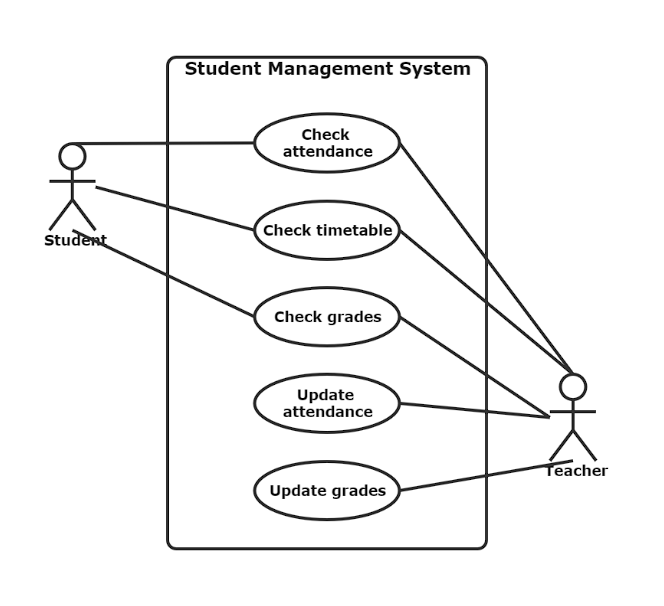 Student Management System
Check
attendance
Student
Check timetable
Check grades
Update
attendance
Teacher
Update grades